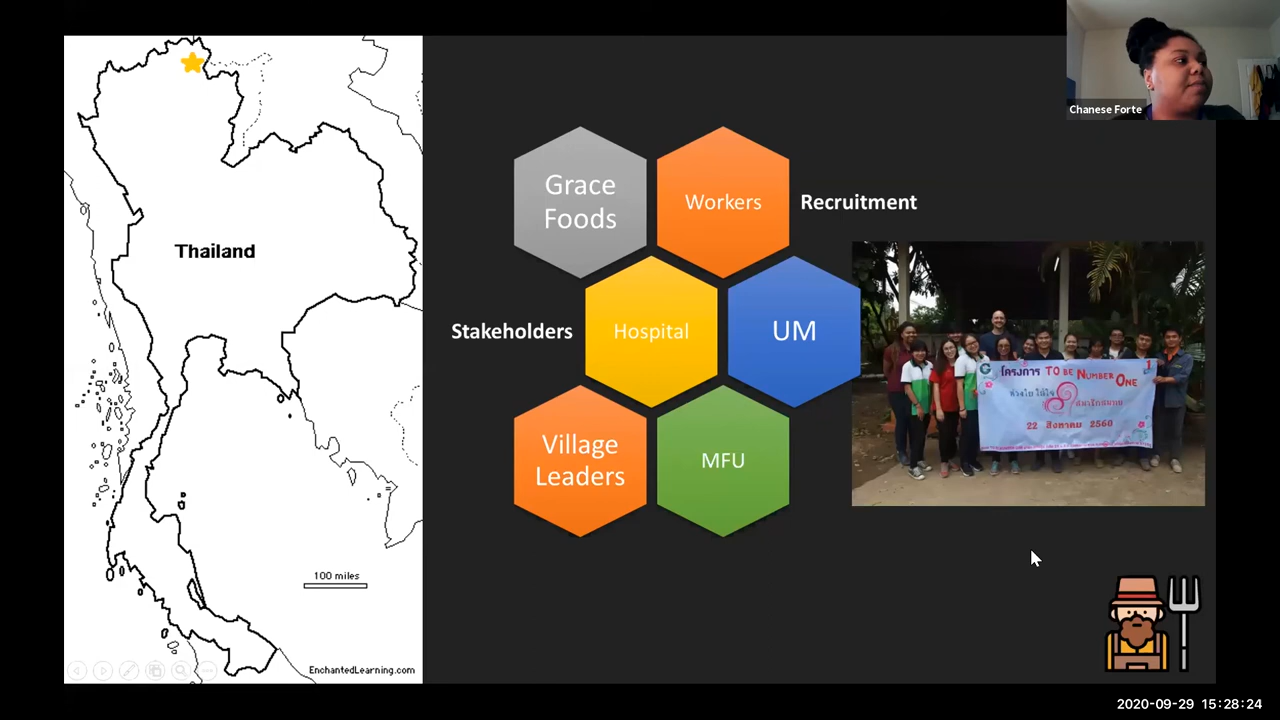 Chanese Forte
Thailand
100 miles
EnchantedLearning.com
Grace
Foods
Workers
Recruitment
Stakeholders
Hospital
UM
Village
Leaders
MFU
โครงการ TO BE NUMBER ONE
22 สิงหาคม 2560
2020-09-29 15:28:24